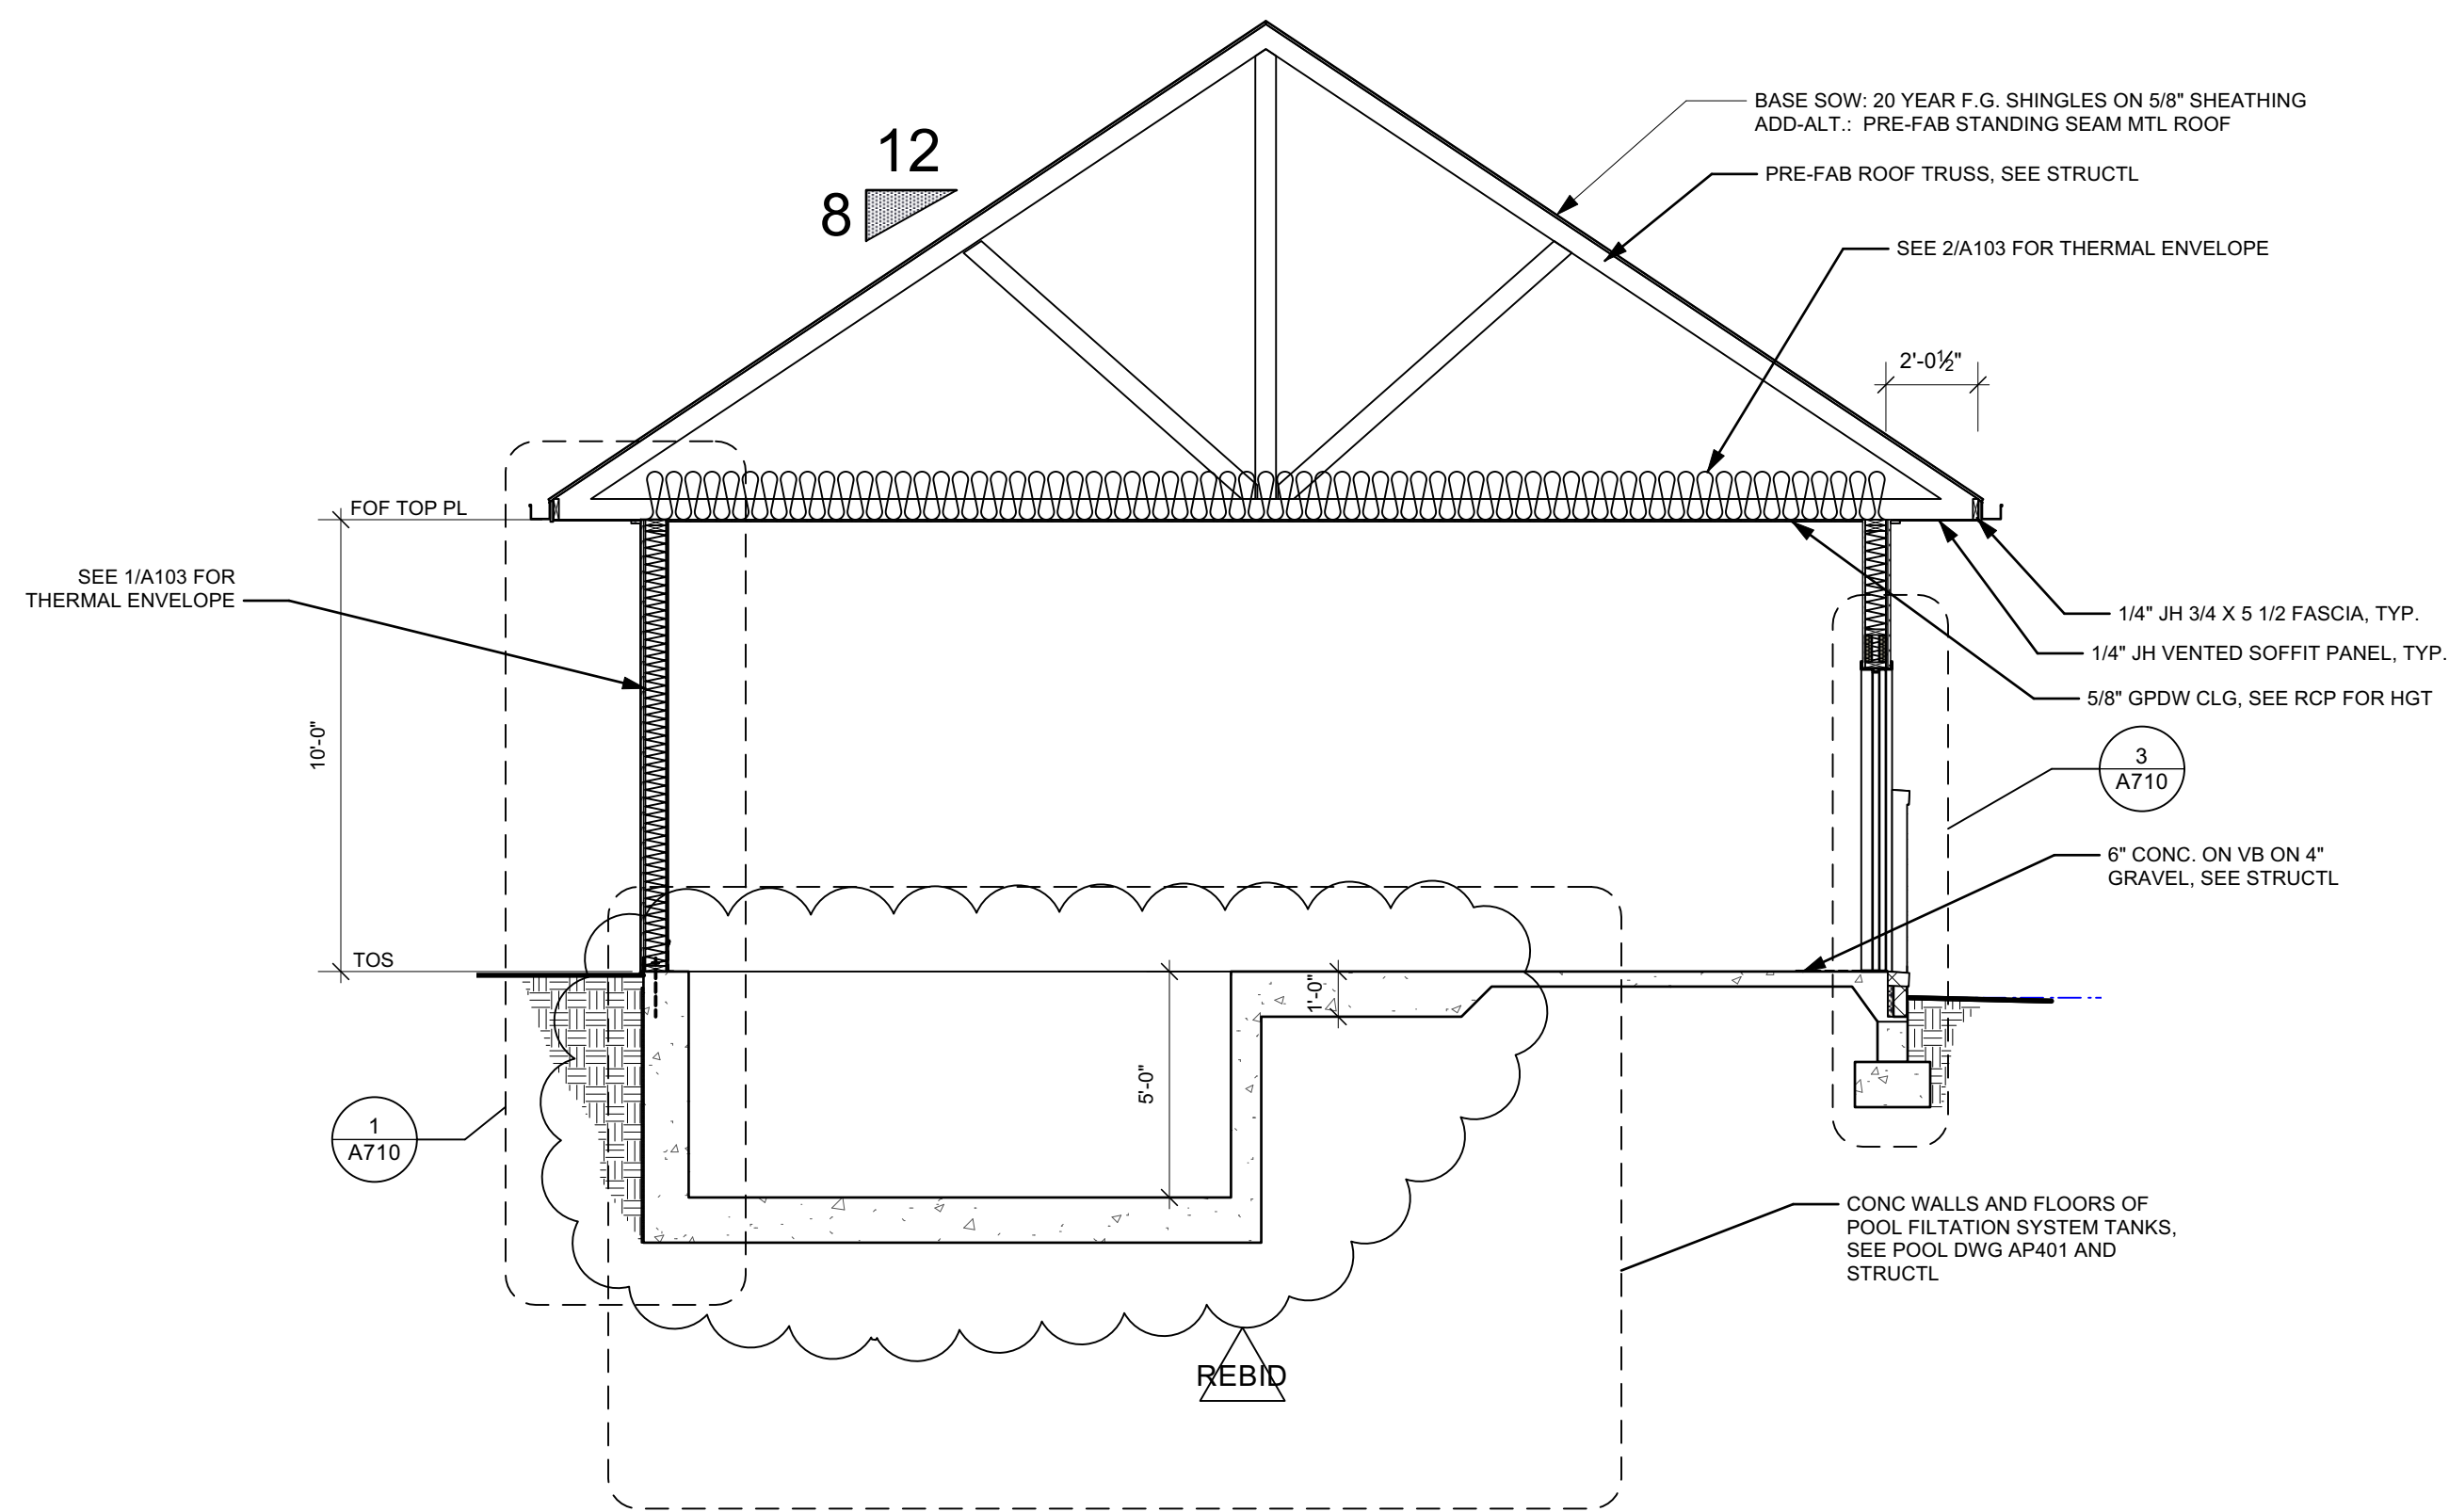 BASE SOW: 20 YEAR F.G. SHINGLES ON 5/8" SHEATHING
ADD-ALT.: PRE-FAB STANDING SEAM MTL ROOF
12
8
PRE-FAB ROOF TRUSS, SEE STRUCTL
SEE 2/A103 FOR THERMAL ENVELOPE
2'-0½"
FOF TOP PL
SEE 1/A103 FOR
THERMAL ENVELOPE
1/4" JH 3/4 X 5 1/2 FASCIA, TYP.
1/4" JH VENTED SOFFIT PANEL, TYP.
5/8" GPDW CLG, SEE RCP FOR HGT
10'-0"
3
A710
6" CONC. ON VB ON 4"
GRAVEL, SEE STRUCTL
TOS
1'-0"
5'-0"
1
A710
CONC WALLS AND FLOORS OF
POOL FILTATION SYSTEM TANKS,
SEE POOL DWG AP401 AND
STRUCTL
REBID